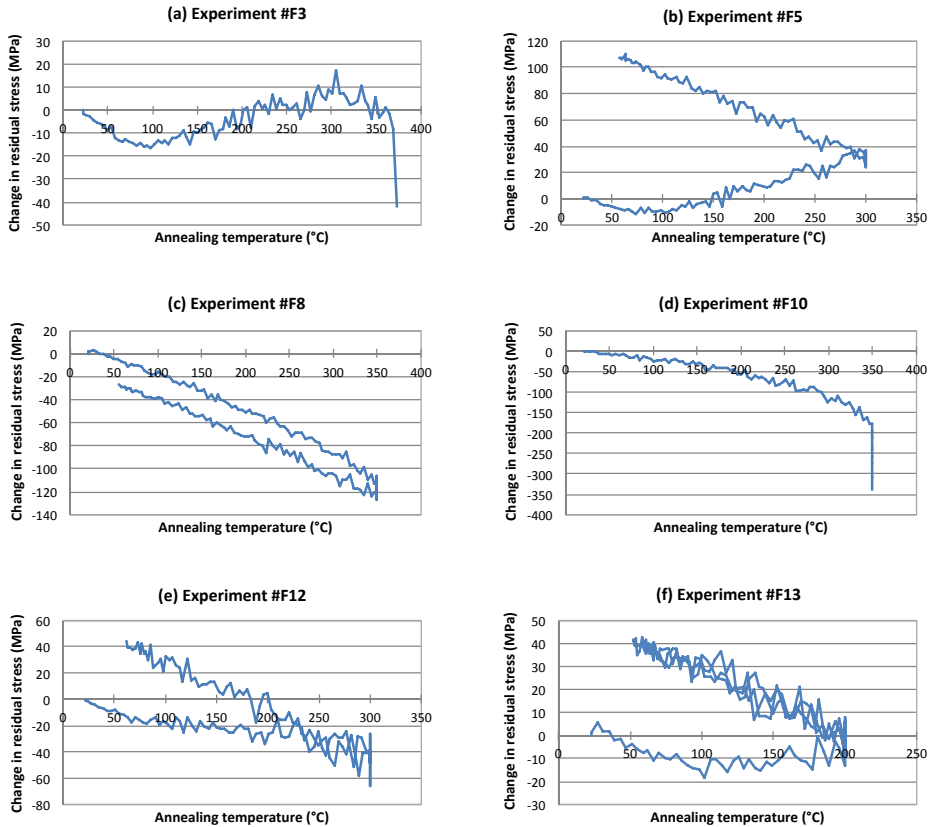 (a) Experiment #F3
Change in residual stress (MPa)
30
20
10
0
-10
-20
-30
-40
-50
0 50 100 150 200 250 300 350 400
Annealing temperature (°C)
(b) Experiment #F5
Change in residual stress (MPa)
120
100
80
60
40
20
0
-20
0 50 100 150 200 250 300 350
Annealing temperature (°C)
(c) Experiment #F8
Change in residual stress (MPa)
20
0
-20
-40
-60
-80
-100
-120
-140
0 50 100 150 200 250 300 350 400
Annealing temperature (°C)
(d) Experiment #F10
Change in residual stress (MPa)
50
0
-50
-100
-150
-200
-250
-300
-350
-400
0 50 100 150 200 250 300 350 400
Annealing temperature (°C)
(e) Experiment #F12
Change in residual stress (MPa)
60
40
20
0
-20
-40
-60
-80
0 50 100 150 200 250 300 350
Annealing temperature (°C)
(f) Experiment #F13
Change in residual stress (MPa)
50
40
30
20
10
0
-10
-20
-30
0 50 100 150 200 250
Annealing temperature (°C)